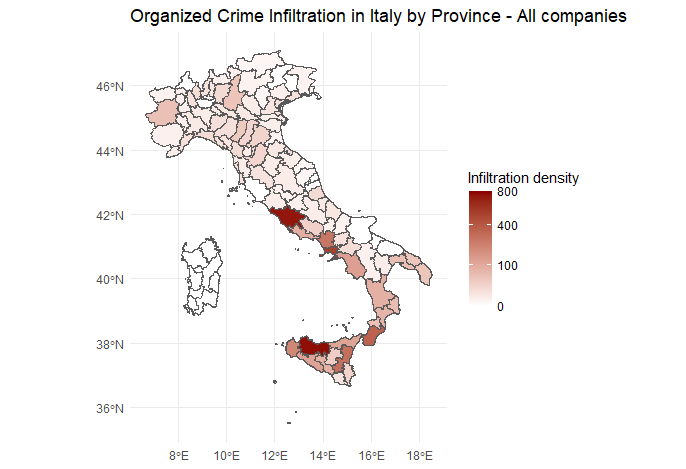 Organized Crime Infiltration in Italy by Province - All companies
46°N
44°N
42°N
40°N
38°N
36°N
8°E
10°E
12°E
14°E
16°E
18°E
Infiltration density
800
400
100
0